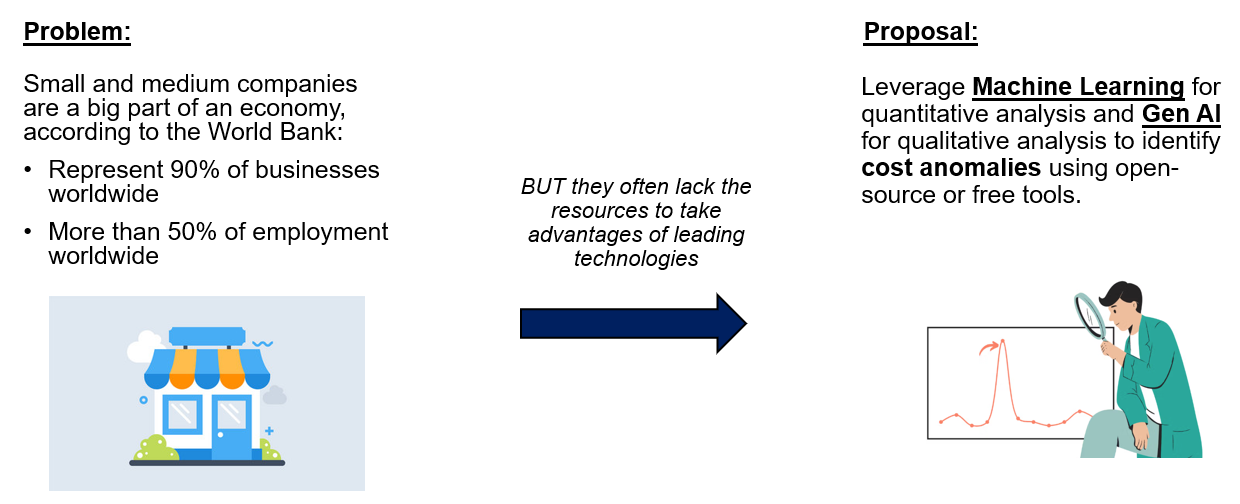 Problem:
Small and medium companies
are a big part of an economy,
according to the World Bank:
• Represent 90% of businesses
worldwide
• More than 50% of employment
worldwide
BUT they often lack the
resources to take
advantages of leading
technologies
Proposal:
Leverage Machine Learning for
quantitative analysis and Gen AI
for qualitative analysis to identify
cost anomalies using open-
source or free tools.